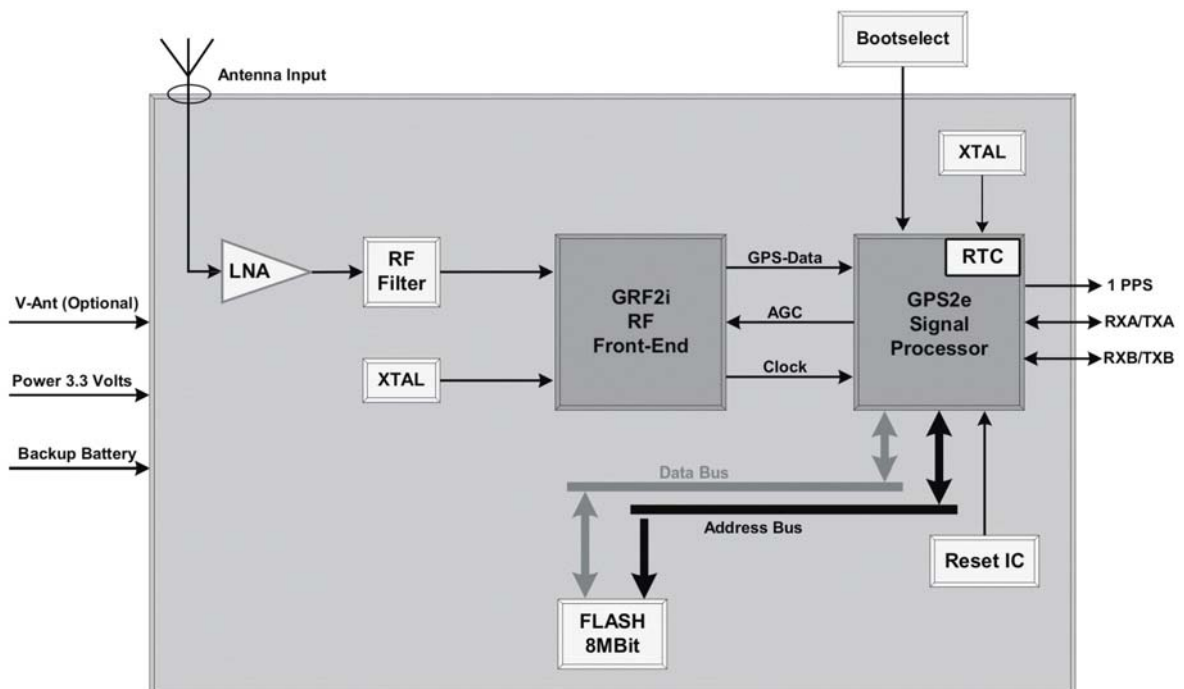 Bootselect
Antenna Input
XTAL
LNA
RF
Filter
GRF2i
RF
Front-End
GPS-Data
AGC
Clock
RTC
GPS2e
Signal
Processor
1 PPS
RXA/TXA
RXB/TXB
V-Ant (Optional)
Power 3.3 Volts
Backup Battery
XTAL
Data Bus
Address Bus
Reset IC
FLASH
8MBit